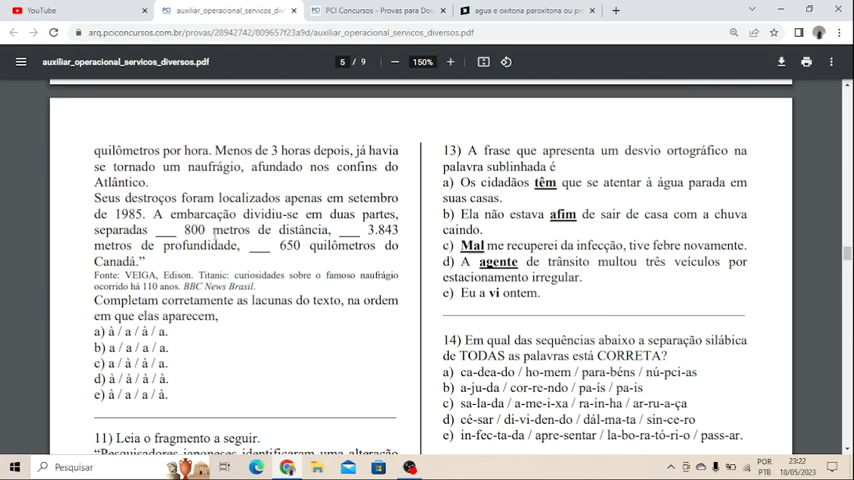 YouTube
auxiliar_operacional_servicos_div
PCI Concursos - Provas para Dow
agua e oxitona paroxitona ou pr
arq.pciconcursos.com.br/provas/28942742/809657f23a9d/auxiliar_operacional_servicos_diversos.pdf
auxiliar_operacional_servicos_diversos.pdf
5 / 9
150%
quilômetros por hora. Menos de 3 horas depois, já havia
se tornado um naufrágio, afundado nos confins do
Atlântico.
Seus destroços foram localizados apenas em setembro
de 1985. A embarcação dividiu-se em duas partes,
separadas ___ 800 metros de distância, ___ 3.843
metros de profundidade, ___ 650 quilômetros do
Canadá.”
Fonte: VEIGA, Edison. Titanic: curiosidades sobre o famoso naufrágio
ocorrido há 110 anos. BBC News Brasil.
Completam corretamente as lacunas do texto, na ordem
em que elas aparecem,
a) à / a / à / a.
b) a / a / a / a.
c) a / à / à / a.
d) à / à / à / à.
e) à / a / a / à.
11) Leia o fragmento a seguir.
“Pesquisadores japoneses identificaram uma alteração
13) A frase que apresenta um desvio ortográfico na
palavra sublinhada é
a) Os cidadãos têm que se atentar à água parada em
suas casas.
b) Ela não estava afim de sair de casa com a chuva
caindo.
c) Mal me recuperei da infecção, tive febre novamente.
d) A agente de trânsito multou três veículos por
estacionamento irregular.
e) Eu a vi ontem.
14) Em qual das sequências abaixo a separação silábica
de TODAS as palavras está CORRETA?
a) ca-dea-do / ho-mem / para-béns / nú-pci-as
b) a-ju-da / cor-re-ndo / pa-ís / pa-is
c) sa-la-da / a-me-i-xa / ra-in-ha / ar-ru-a-ça
d) cé-sar / di-vi-den-do / dál-ma-ta / sin-ce-ro
e) in-fec-ta-da / apre-sentar / la-bo-ra-tó-ri-o / pass-ar.
Pesquisar
POR
PTB
23:22
18/05/2023